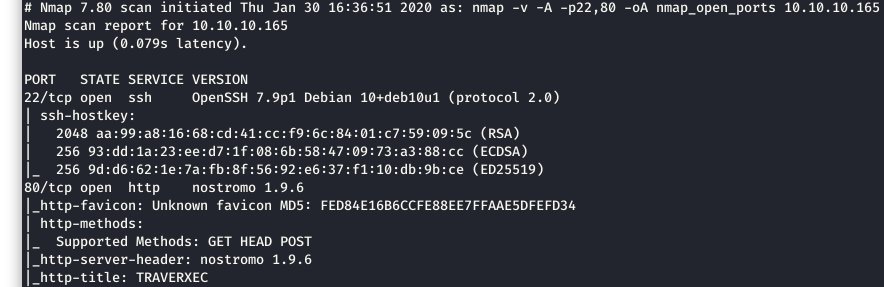 # Nmap 7.80 scan initiated Thu Jan 30 16:36:51 2020 as: nmap -v -A -p22,80 -oA nmap_open_ports 10.10.10.165
Nmap scan report for 10.10.10.165
Host is up (0.079s latency).
PORT   STATE SERVICE VERSION
22/tcp open  ssh     OpenSSH 7.9p1 Debian 10+deb10u1 (protocol 2.0)
| ssh-hostkey:
|   2048 aa:99:a8:16:68:cd:41:cc:f9:6c:84:01:c7:59:09:5c (RSA)
|   256 93:dd:1a:23:ee:d7:1f:08:6b:58:47:09:73:a3:88:cc (ECDSA)
|_  256 9d:d6:62:1e:7a:fb:8f:56:92:e6:37:f1:10:db:9b:ce (ED25519)
80/tcp open  http    nostromo 1.9.6
|_http-favicon: Unknown favicon MD5: FED84E16B6CCFE88EE7FFAAE5DFEFD34
| http-methods:
|_  Supported Methods: GET HEAD POST
|_http-server-header: nostromo 1.9.6
|_http-title: TRAVERXEC